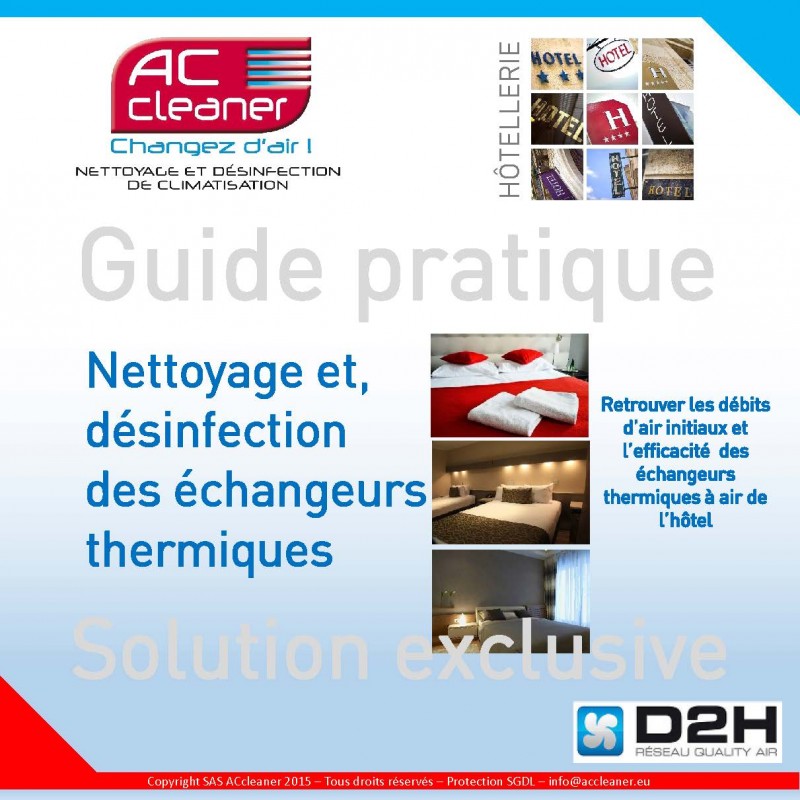 AC
cleaner
Changez d'air !
NETTOYAGE ET DÉSINFECTION
DE CLIMATISATION
HÔTELLERIE
HOTEL
HOTEL
H
HOTEL
H
HOTEL
HOTEL
HOTEL
HOTEL
Guide pratique
Nettoyage et,
désinfection
des échangeurs
thermiques
Retrouver les débits
d'air initiaux et
l'efficacité des
échangeurs
thermiques à air de
l'hôtel
Solution exclusive
D2H
RÉSEAU QUALITY AIR
Copyright SAS ACcleaner 2015 – Tous droits réservés – Protection SGDL – info@accleaner.eu